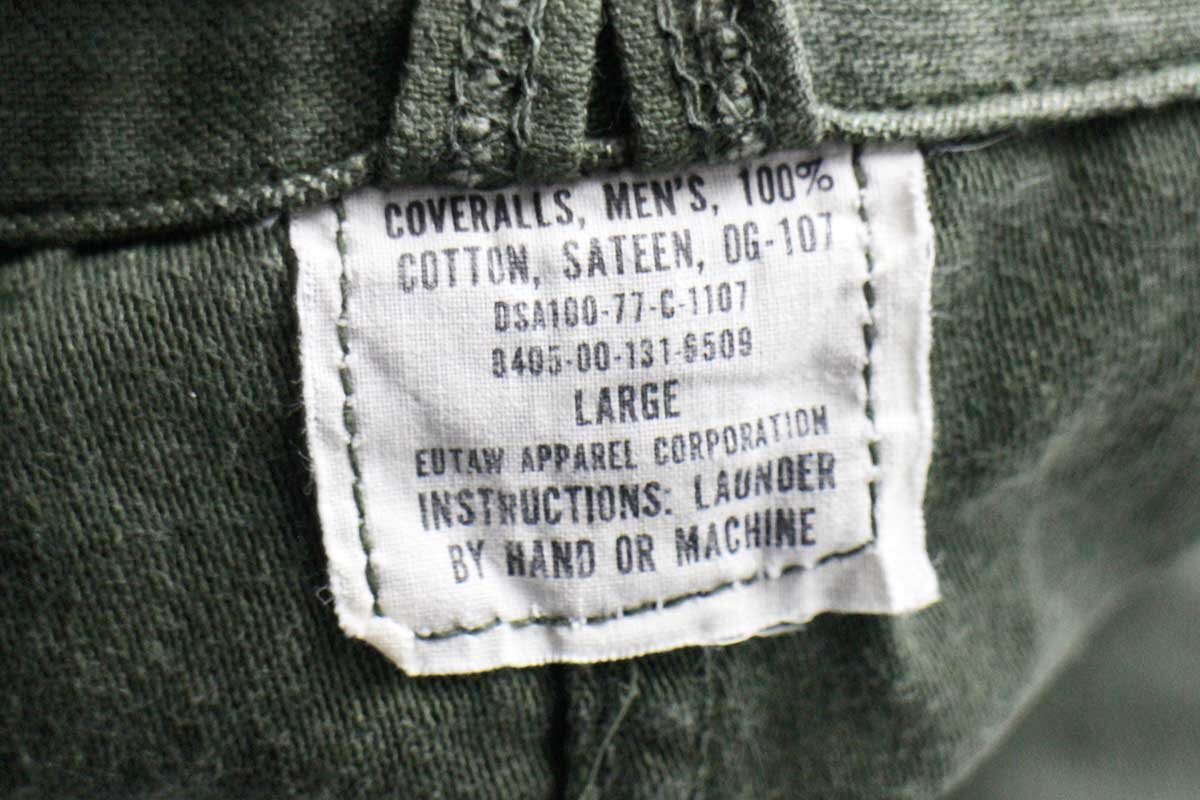 COVERALLS, MEN'S, 100%
COTTON, SATEEN, OG-107
DSA100-77-C-1107
8405-00-131-6509
LARGE
EUTAW APPAREL CORPORATION
INSTRUCTIONS: LAUNDER
BY HAND OR MACHINE